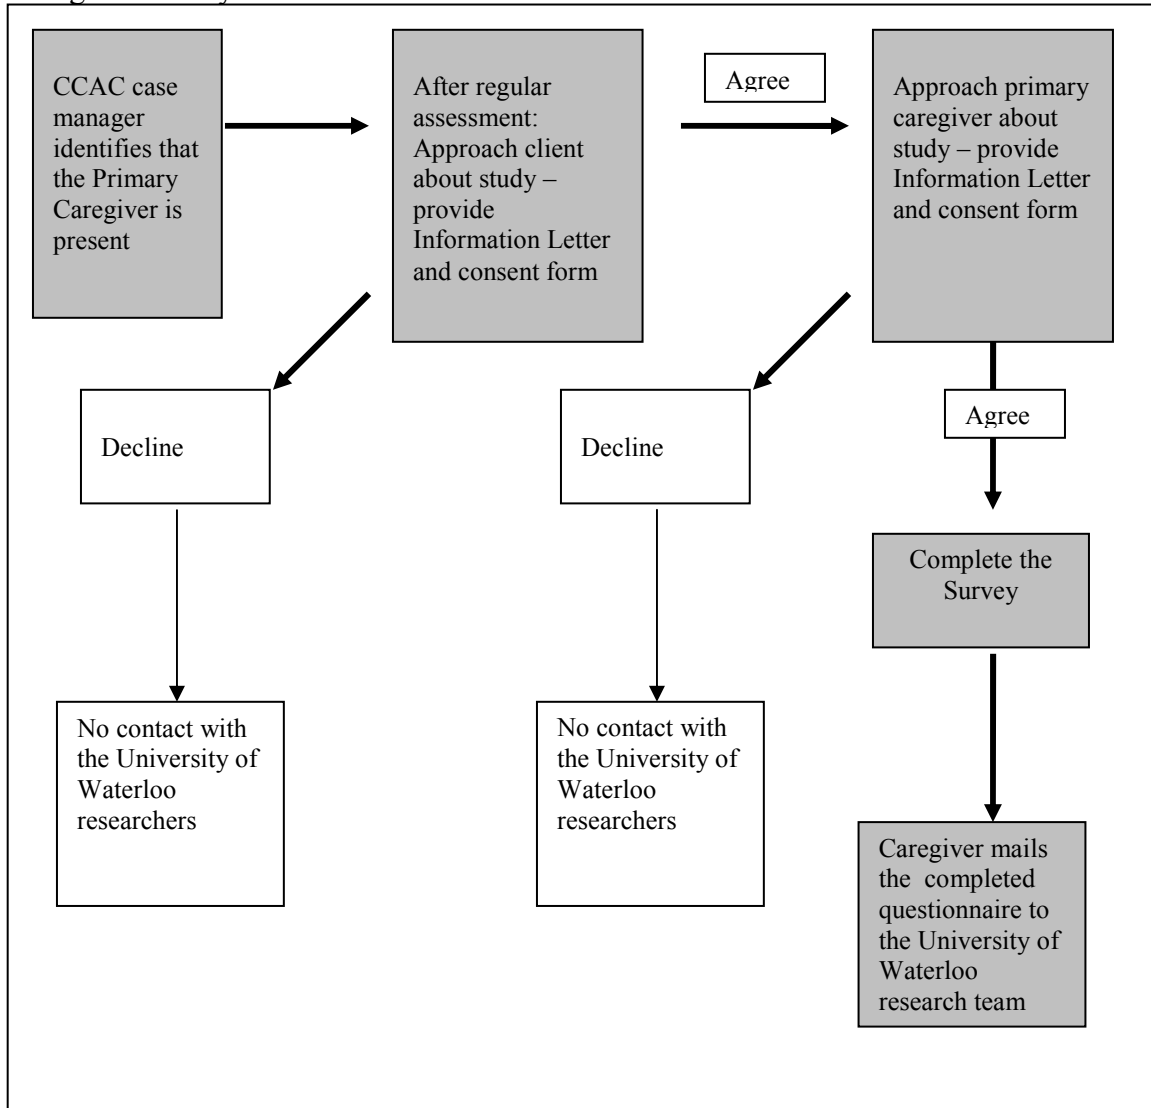 CCAC case
manager
identifies that
the Primary
Caregiver is
present
After regular
assessment:
Approach client
about study –
provide
Information Letter
and consent form
Agree
Approach primary
caregiver about
study – provide
Information Letter
and consent form
Decline
Decline
Agree
Complete the
Survey
No contact with
the University of
Waterloo
researchers
No contact with
the University of
Waterloo
researchers
Caregiver mails
the completed
questionnaire to
the University of
Waterloo
research team